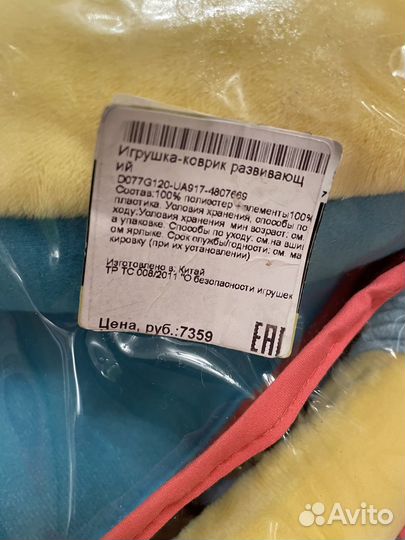 Игрушка-коврик развивающ
ий
D077G120-UA917-4807669
Состав:100% полиэстер +элементы100%
пластика. Условия хранения, способы по
ходу:Условия хранения мин возраст. см.
а упаковке. Способы по уходу. см.на вши
ом ярлыке. Срок службы/годности: см. ма
кировку (при их установлении)
Изготовлено в: Китай
ТР ТС 008/2011 "О безопасности игрушек
Цена, руб.:7359
EAC
Avito